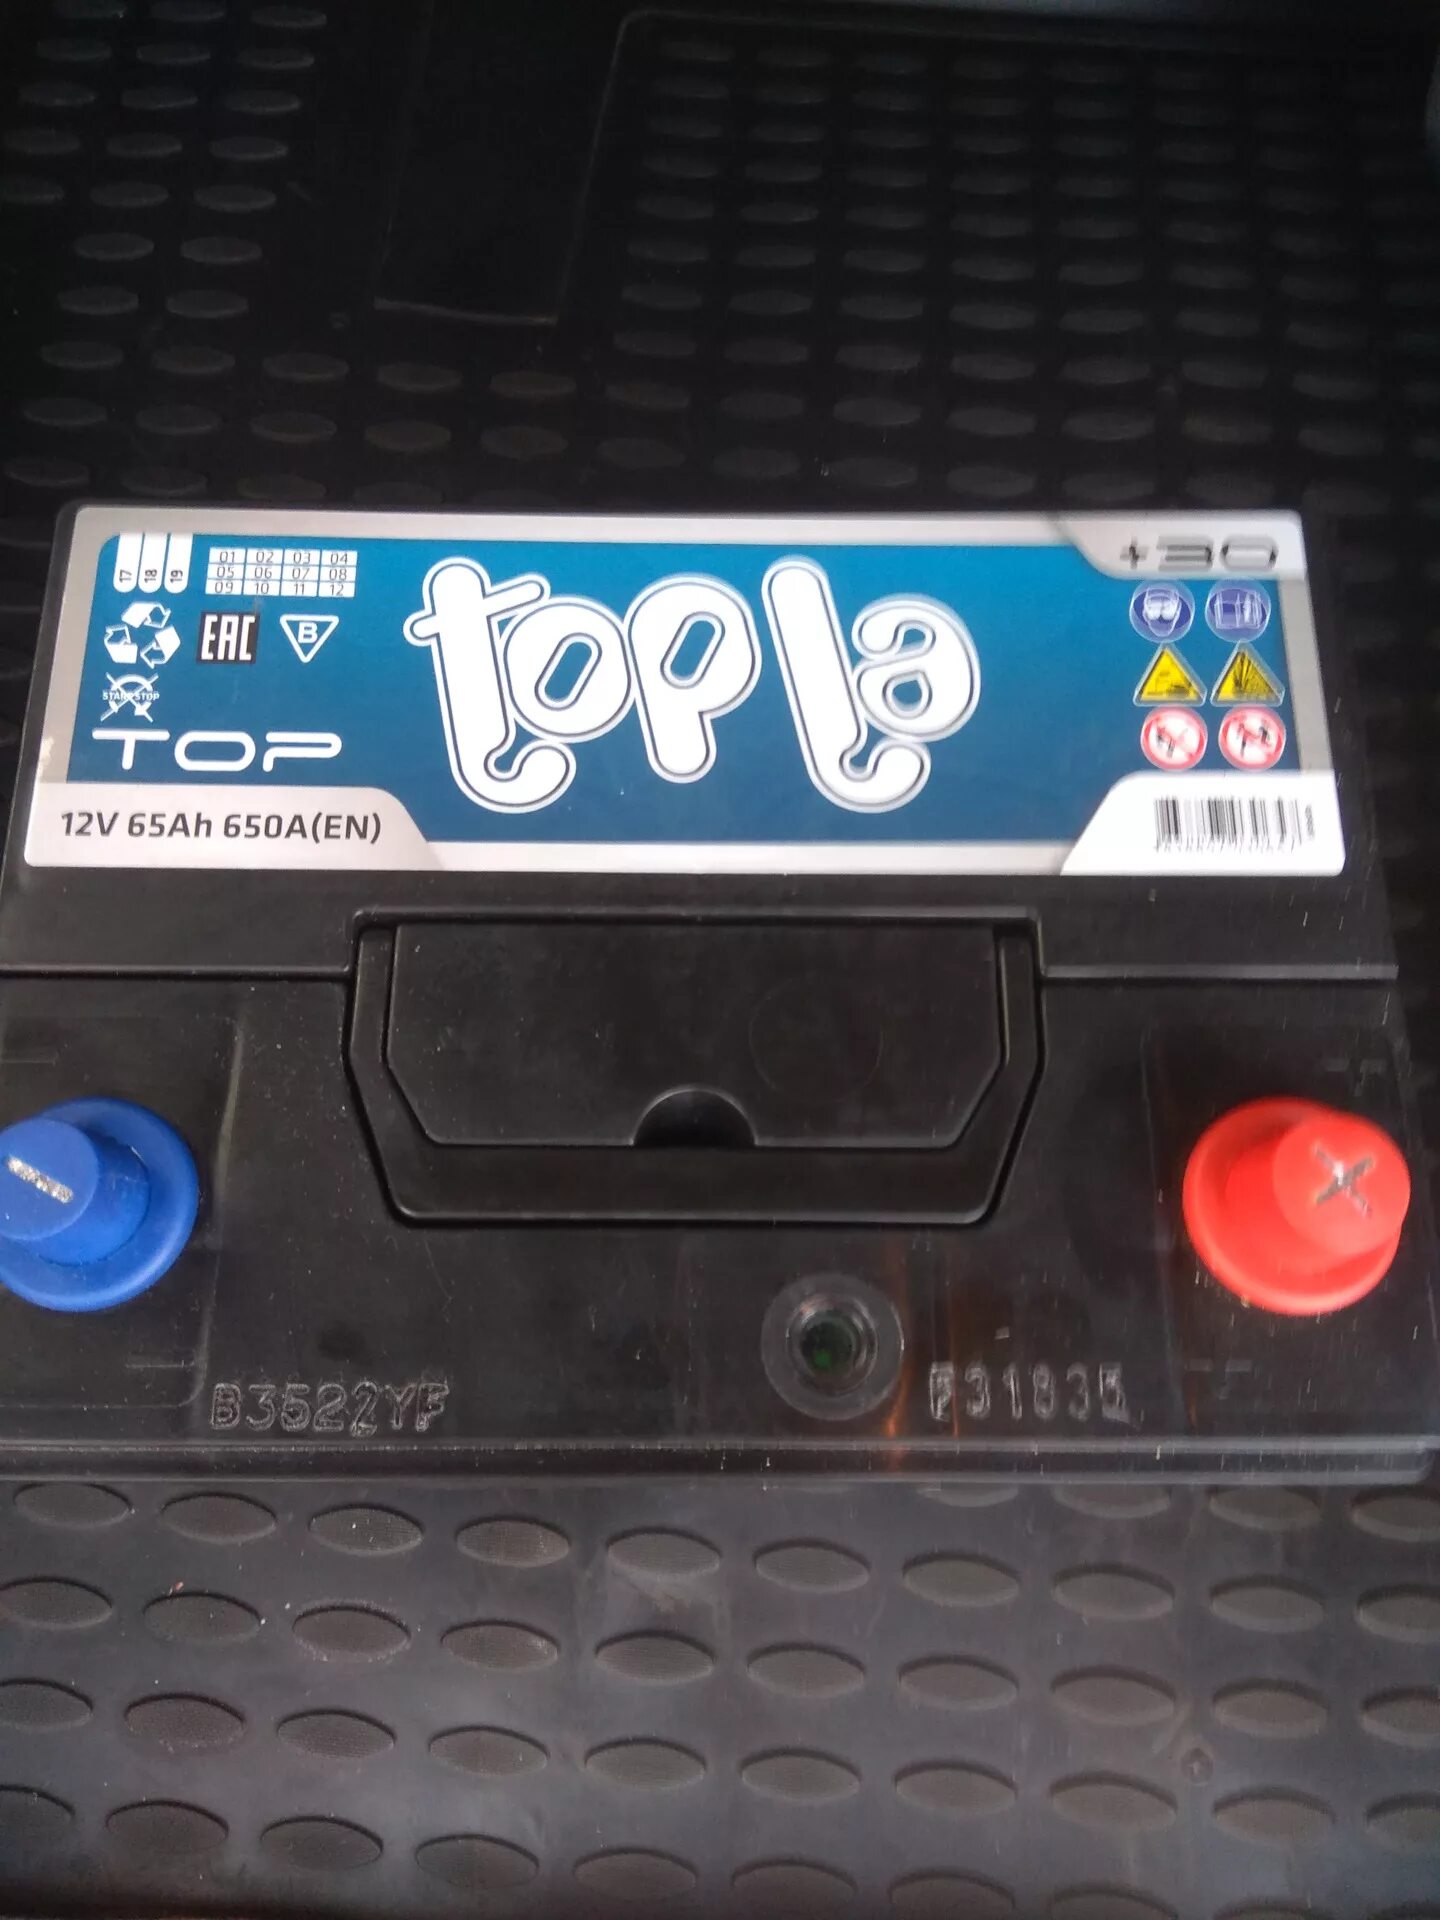 17 18 19
01 02 03 04
05 06 07 08
09 10 11 12
EAC B
START STOP
TOP
topla
+30
12V 65Ah 650A(EN)
B3522YF